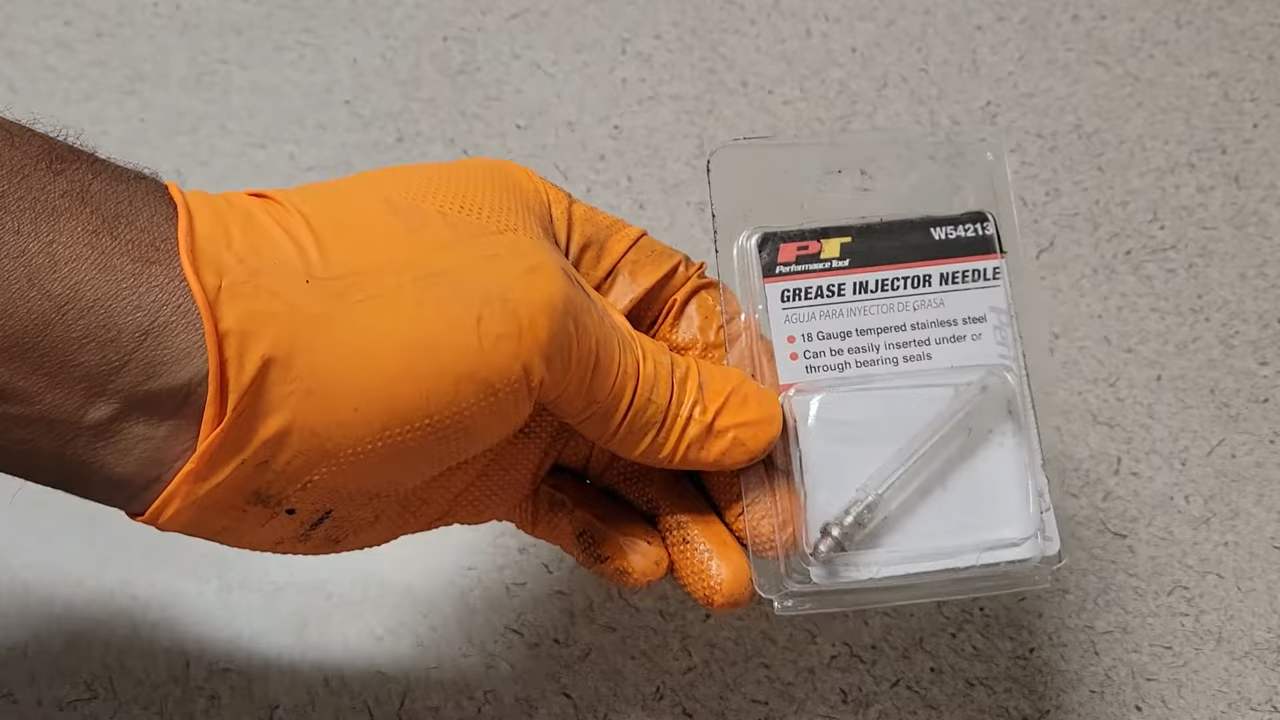 PT
Performance Tool
W54213
GREASE INJECTOR NEEDLE
AGUJA PARA INYECTOR DE GRASA
18 Gauge tempered stainless steel
Can be easily inserted under or
through bearing seals